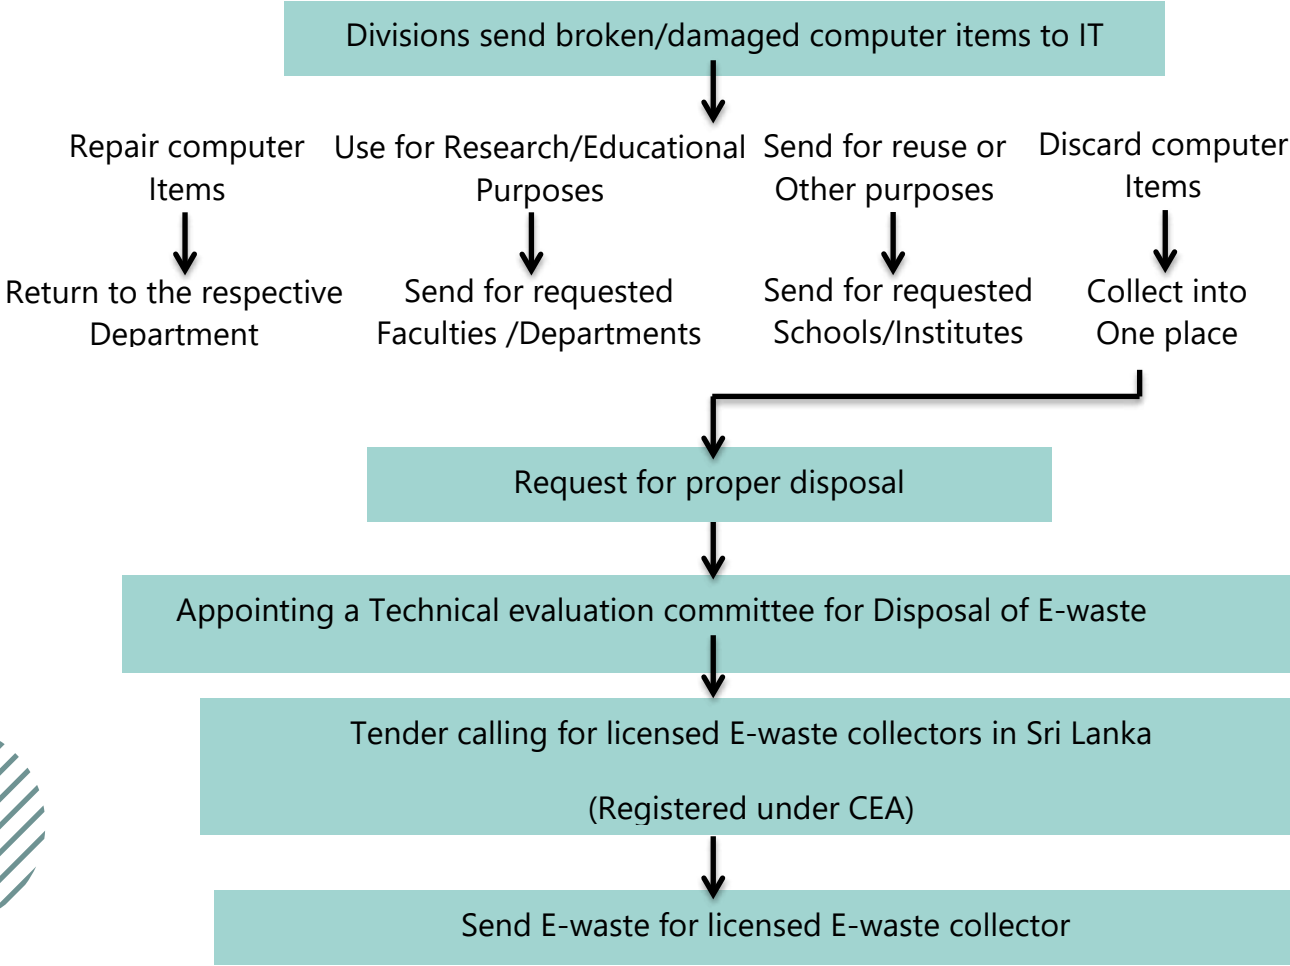 Divisions send broken/damaged computer items to IT
Repair computer
Items
Use for Research/Educational
Purposes
Send for reuse or
Other purposes
Discard computer
Items
Return to the respective
Department
Send for requested
Faculties /Departments
Send for requested
Schools/Institutes
Collect into
One place
Request for proper disposal
Appointing a Technical evaluation committee for Disposal of E-waste
Tender calling for licensed E-waste collectors in Sri Lanka
(Registered under CEA)
Send E-waste for licensed E-waste collector